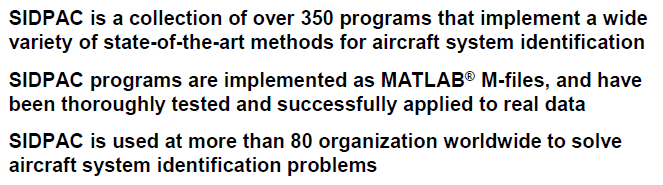 SIDPAC is a collection of over 350 programs that implement a wide
variety of state-of-the-art methods for aircraft system identification
SIDPAC programs are implemented as MATLAB® M-files, and have
been thoroughly tested and successfully applied to real data
SIDPAC is used at more than 80 organization worldwide to solve
aircraft system identification problems